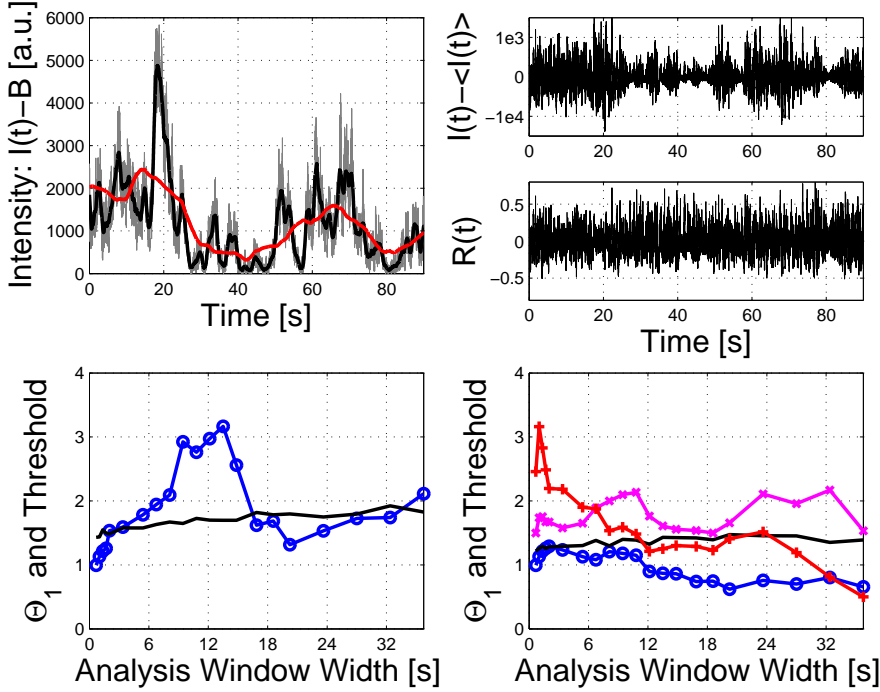 Intensity: I(t)−B [a.u.]
6000
5000
4000
3000
2000
1000
0
0 20 40 60 80
Time [s]
I(t)−<I(t)>
1e3
0
−1e4
0 20 40 60 80
R(t)
0.5
0
−0.5
0 20 40 60 80
Time [s]
Θ1 and Threshold
4
3
2
1
0
0 6 12 18 24 32
Analysis Window Width [s]
Θ1 and Threshold
4
3
2
1
0
0 6 12 18 24 32
Analysis Window Width [s]